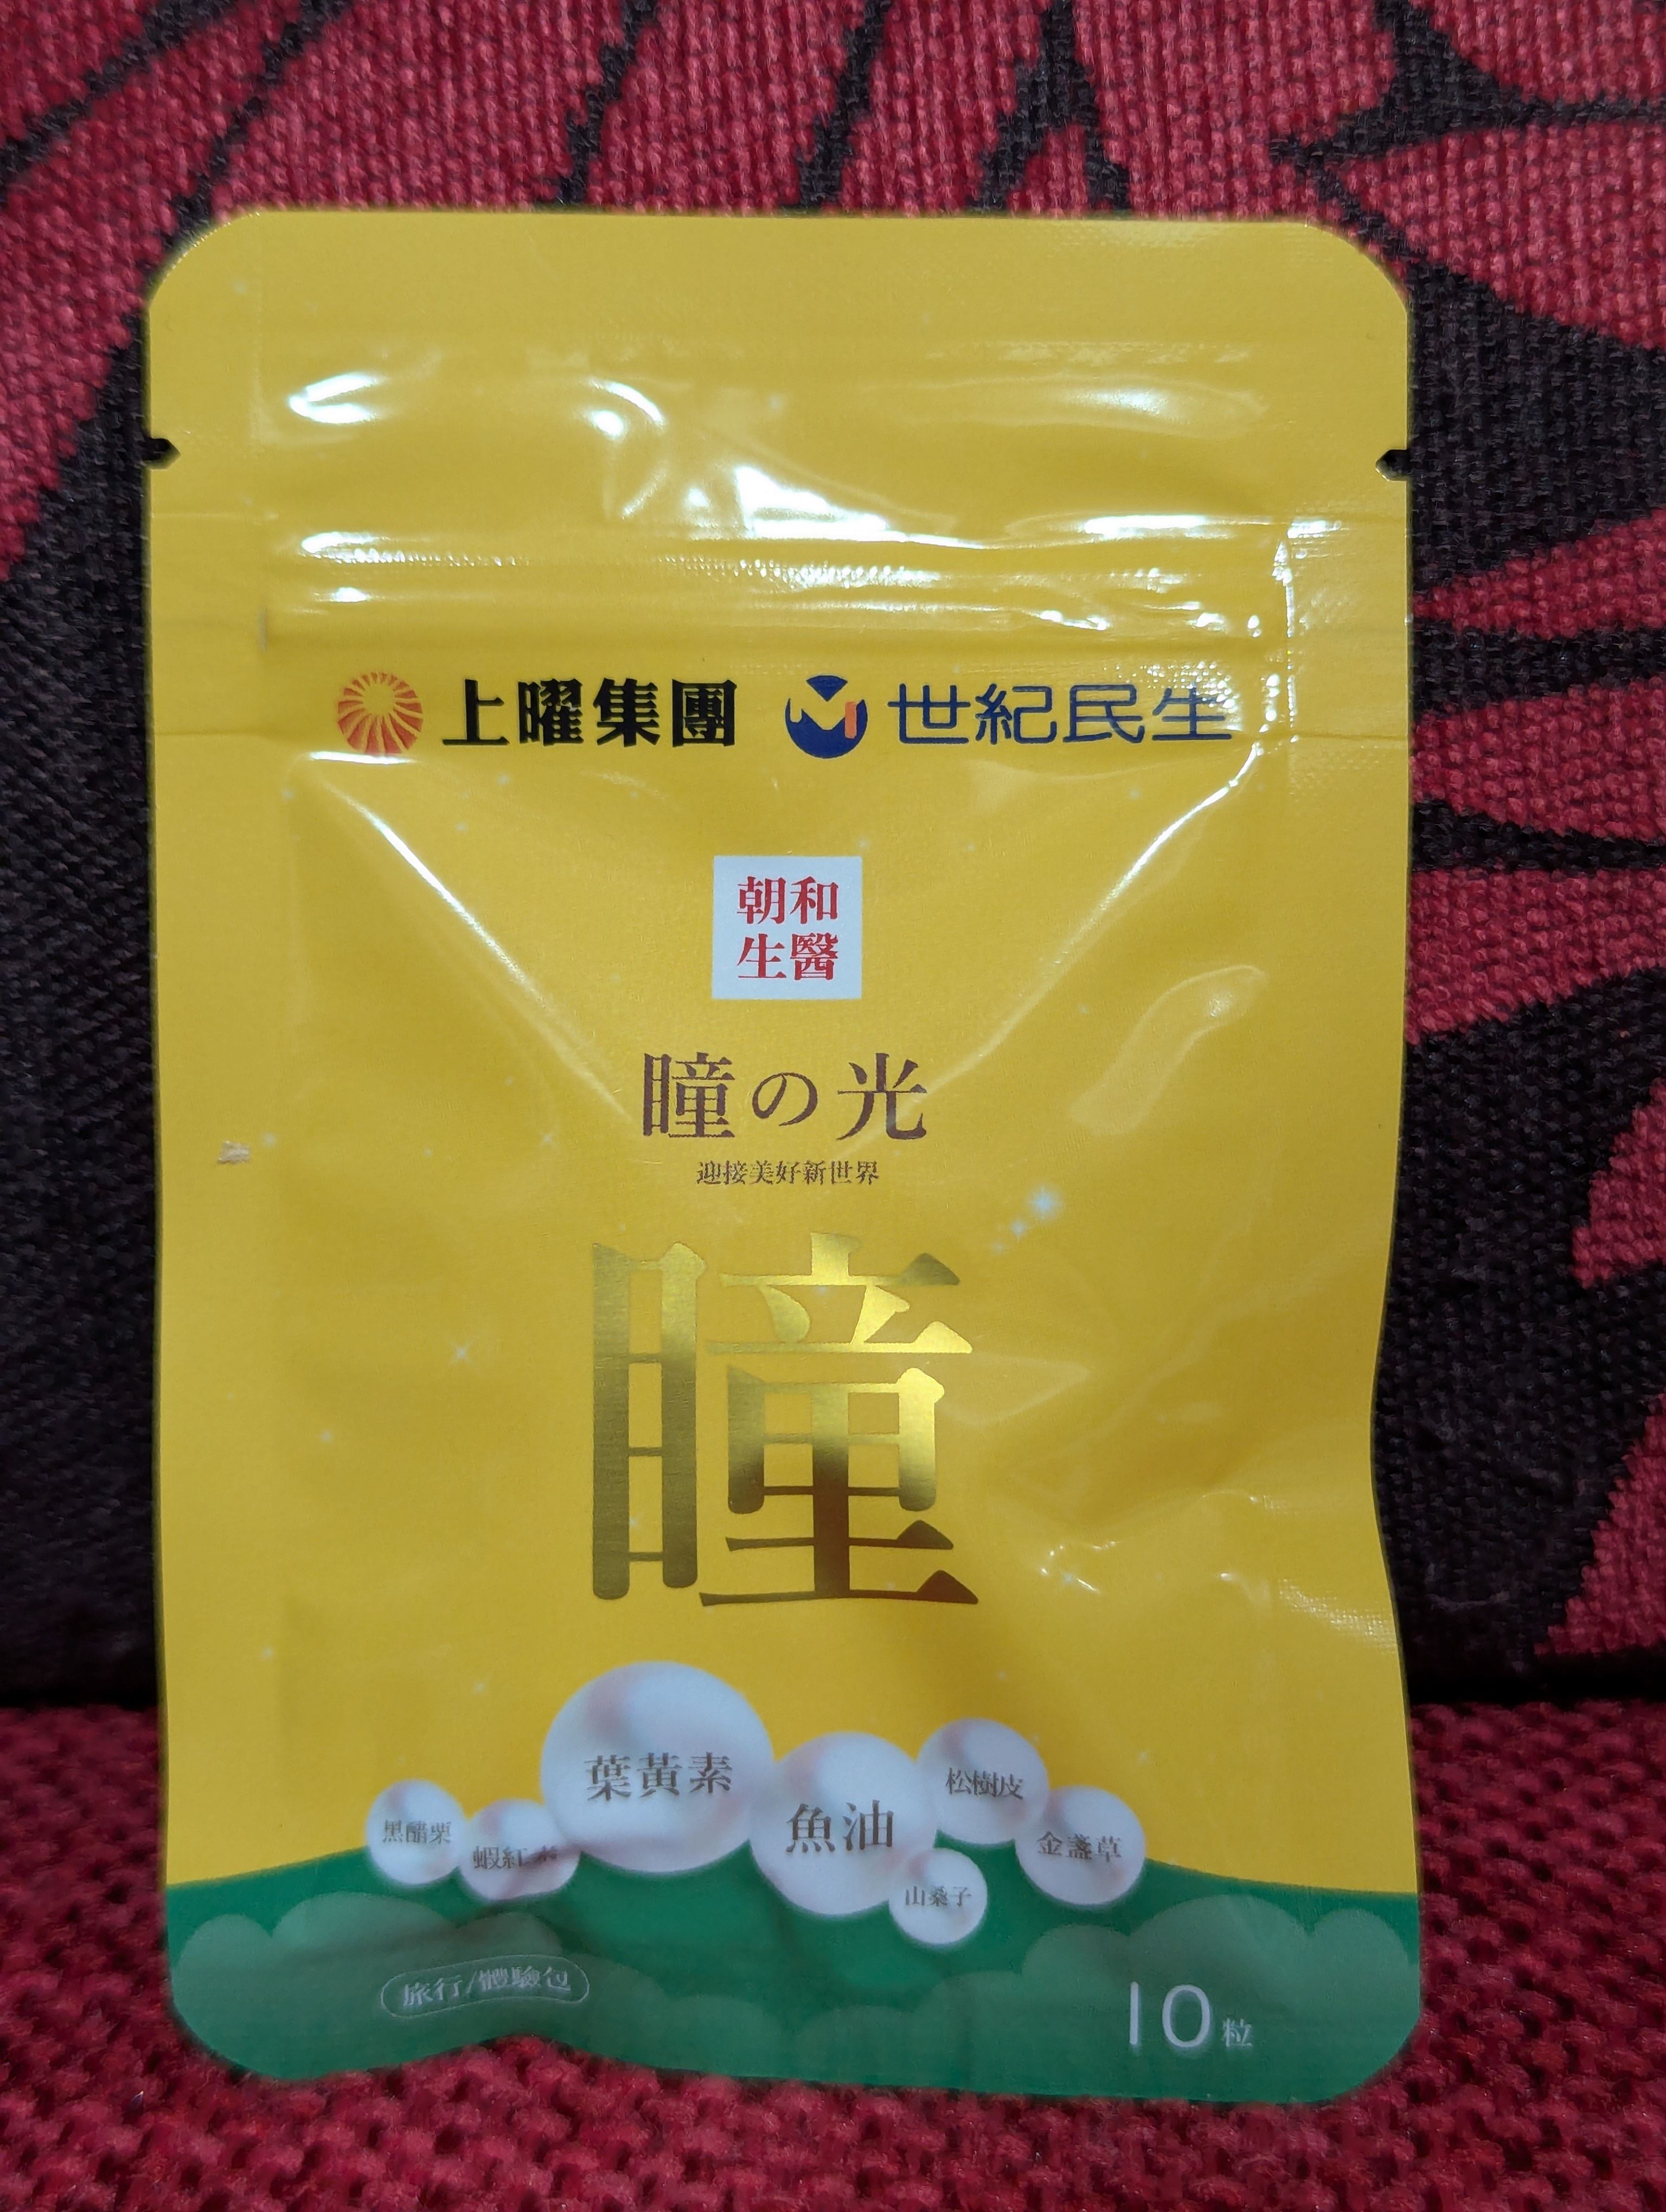 上曜集團 世紀民生
朝和
生醫
瞳の光
迎接美好新世界
瞳
葉黃素
魚油
松樹皮
黑醋栗
蝦紅素
金盞草
山桑子
旅行/體驗包
10粒